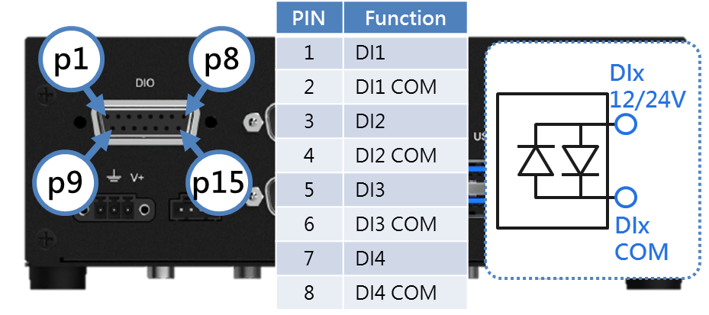 p1
p8
DIO
p9
p15
V+
PIN Function
1 DI1
2 DI1 COM
3 DI2
4 DI2 COM
5 DI3
6 DI3 COM
7 DI4
8 DI4 COM
US
DIx
12/24V
DIx
COM